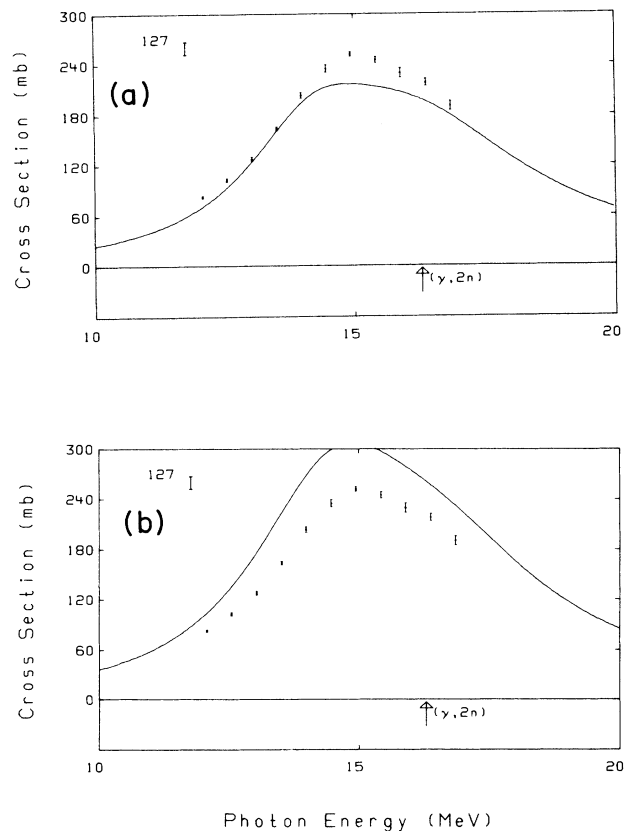 300
240
180
120
60
0
Cross Section (mb)
127 I
(a)
(γ,2n)
10
15
20
300
240
180
120
60
0
Cross Section (mb)
127 I
(b)
(γ,2n)
10
15
20
Photon Energy (MeV)